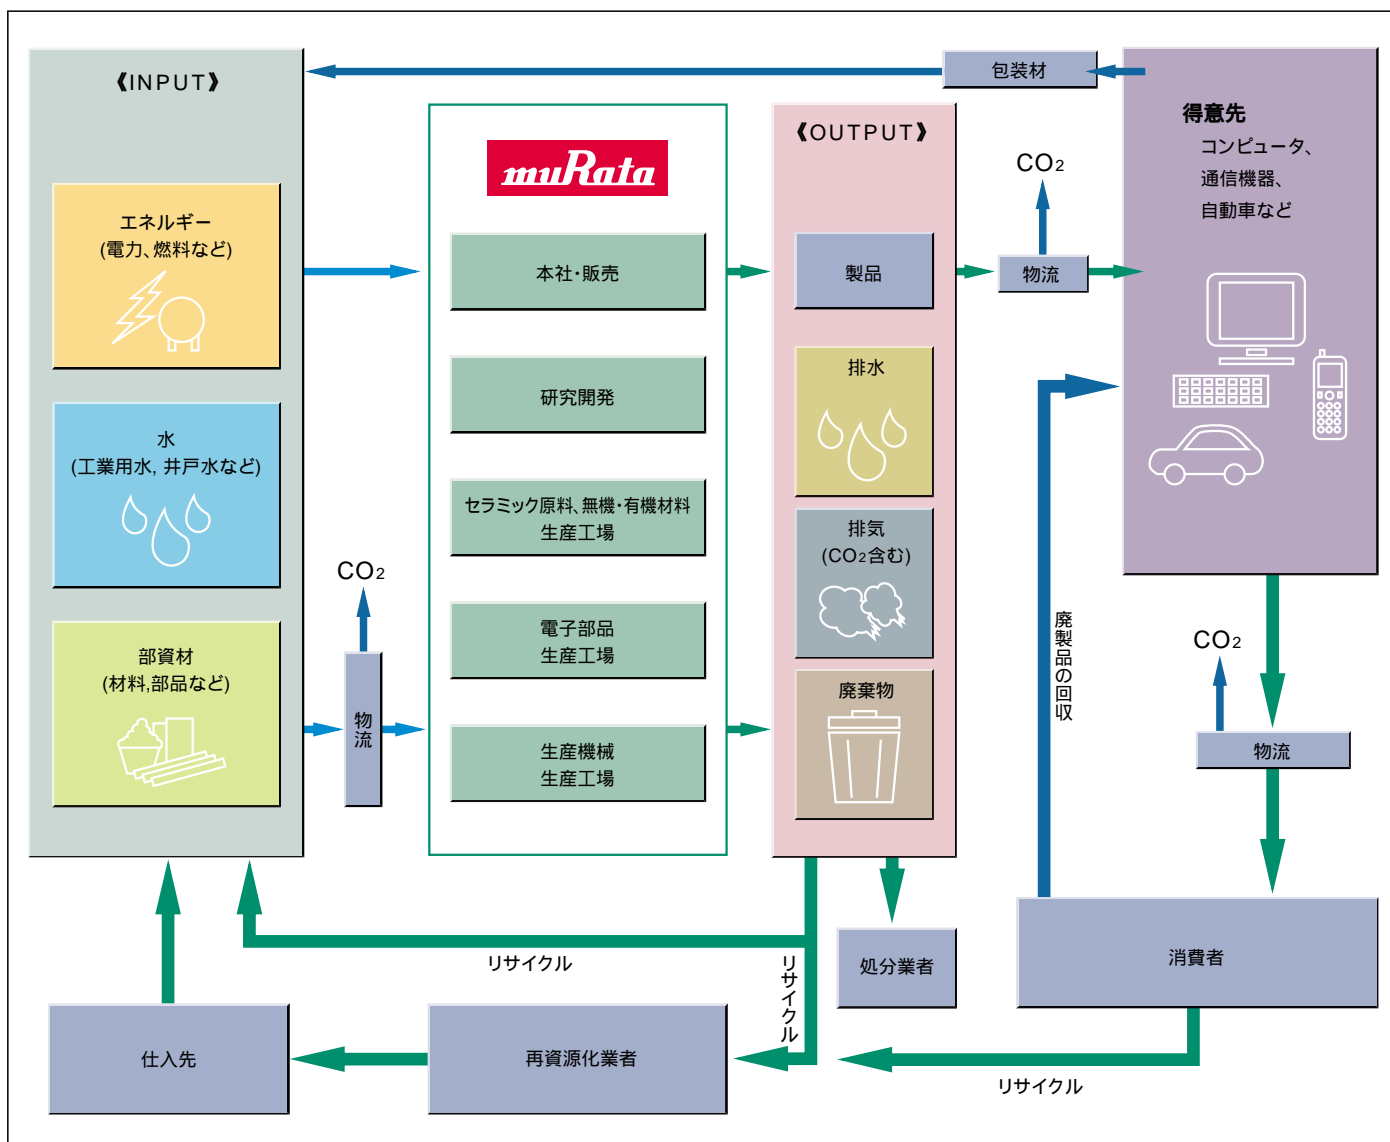 《INPUT》
エネルギー
(電力、燃料など)
水
(工業用水, 井戸水など)
部資材
(材料,部品など)
CO2
物流
muRata
本社・販売
研究開発
セラミック原料、無機・有機材料
生産工場
電子部品
生産工場
生産機械
生産工場
《OUTPUT》
製品
排水
排気
(CO2含む)
廃棄物
包装材
CO2
物流
得意先
コンピュータ、
通信機器、
自動車など
廃製品の回収
CO2
物流
消費者
処分業者
リサイクル
リサイクル
リサイクル
再資源化業者
仕入先